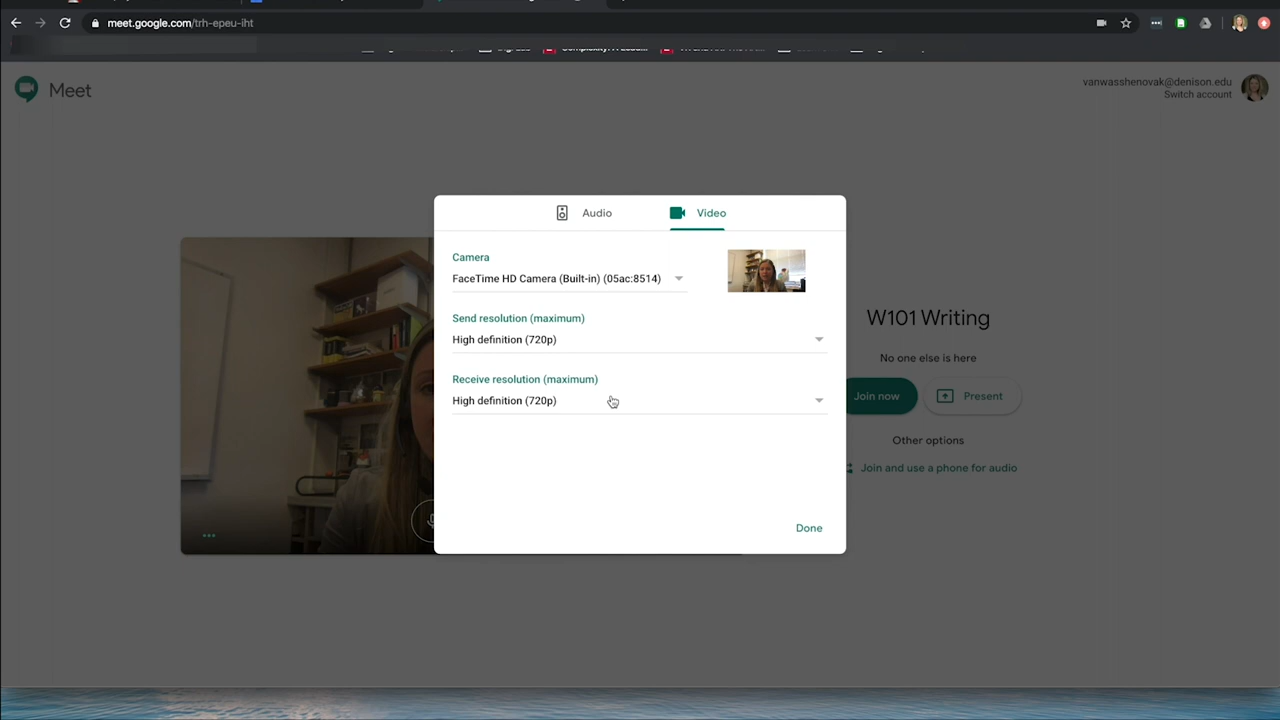 meet.google.com/trh-epeu-iht
Meet
vanwasshenovak@denison.edu
Switch account
Audio
Video
Camera
FaceTime HD Camera (Built-in) (05ac:8514)
Send resolution (maximum)
High definition (720p)
Receive resolution (maximum)
High definition (720p)
Done
W101 Writing
No one else is here
Join now
Present
Other options
Join and use a phone for audio